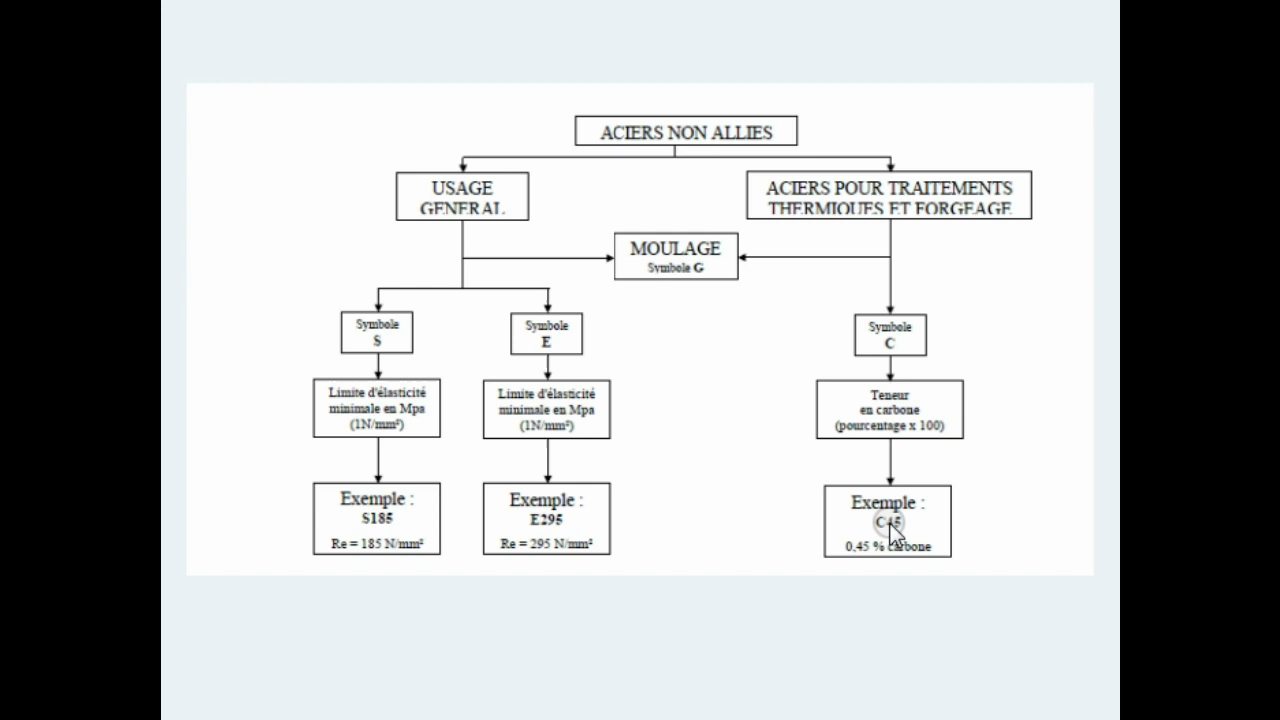 ACIERS NON ALLIES
USAGE
GENERAL
ACIERS POUR TRAITEMENTS
THERMIQUES ET FORGEAGE
MOULAGE
Symbole G
Symbole
S
Symbole
E
Symbole
C
Limite d'élasticité
minimale en Mpa
(1N/mm²)
Limite d'élasticité
minimale en Mpa
(1N/mm²)
Teneur
en carbone
(pourcentage x 100)
Exemple :
S185
Re = 185 N/mm²
Exemple :
E295
Re = 295 N/mm²
Exemple :
C45
0,45 % carbone